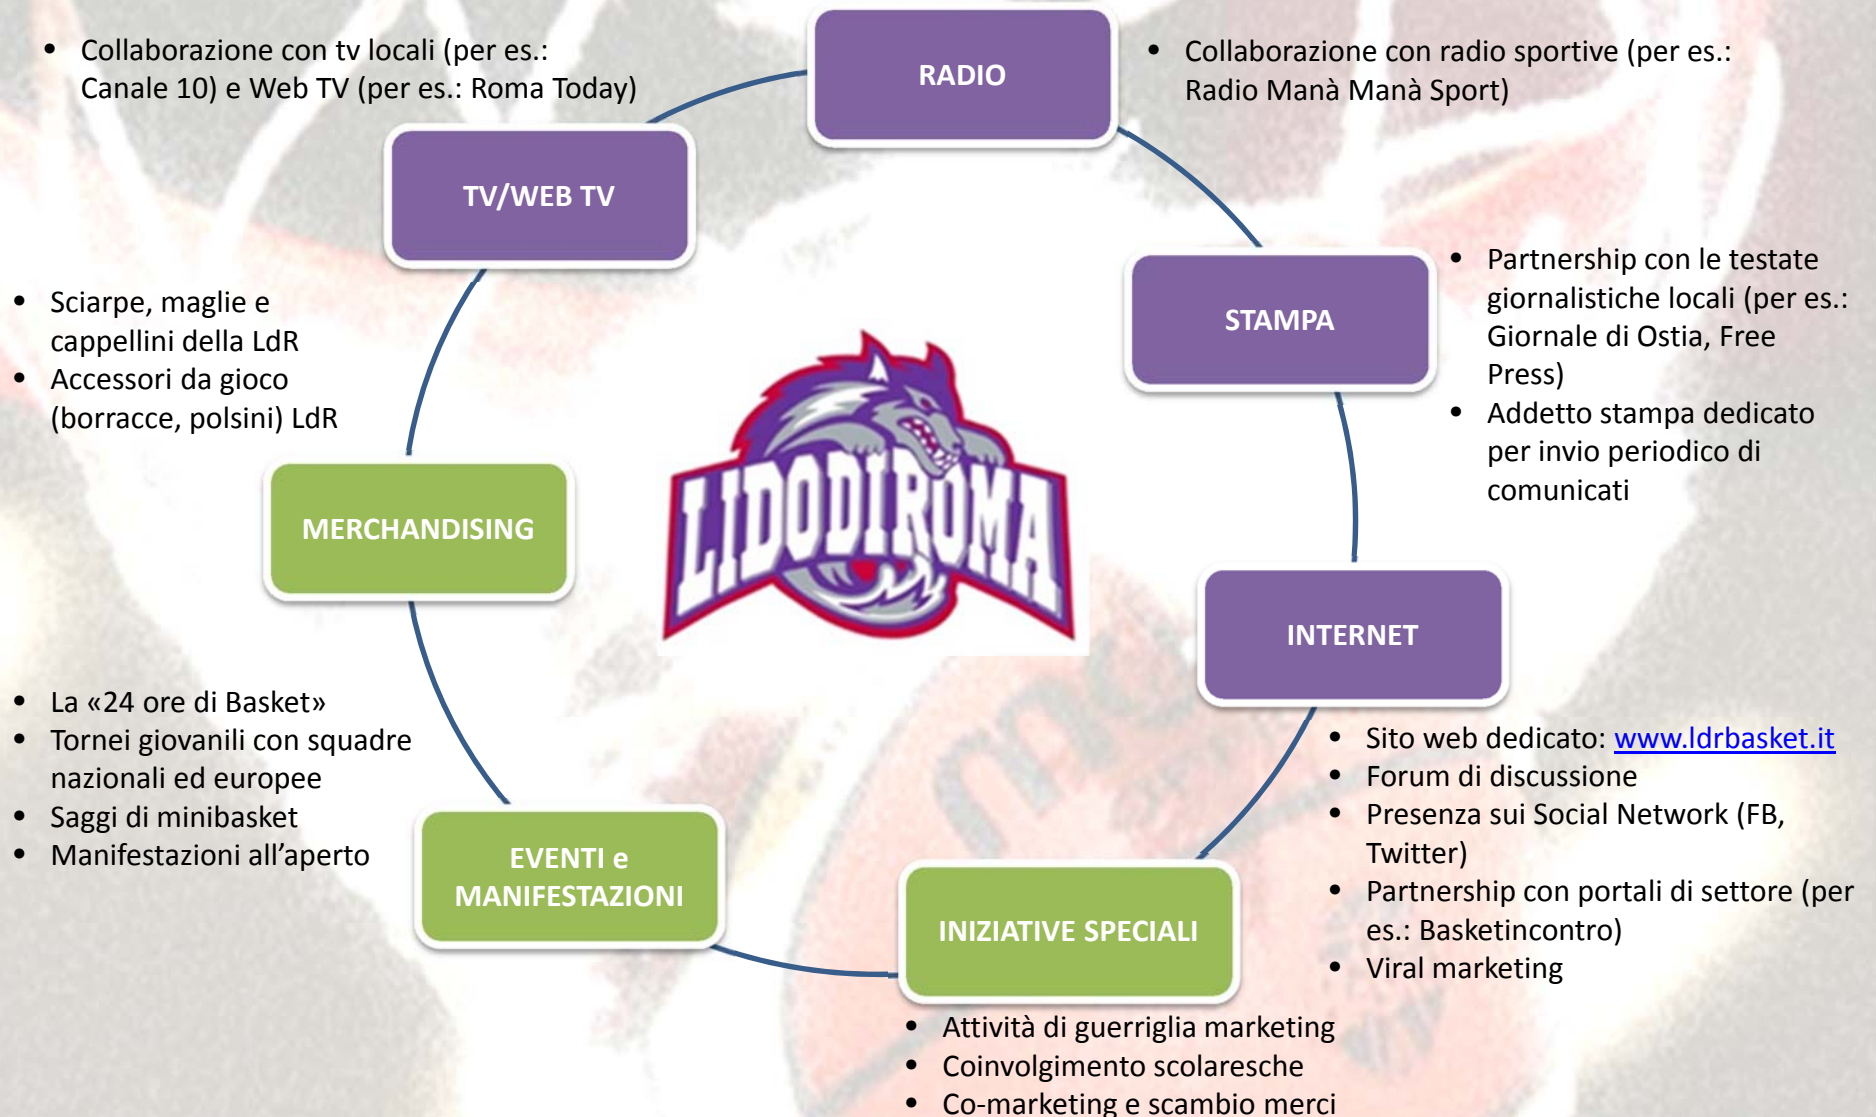 • Collaborazione con tv locali (per es.:
Canale 10) e Web TV (per es.: Roma Today)
RADIO
• Collaborazione con radio sportive (per es.:
Radio Manà Manà Sport)
TV/WEB TV
STAMPA
• Partnership con le testate
giornalistiche locali (per es.:
Giornale di Ostia, Free
Press)
• Addetto stampa dedicato
per invio periodico di
comunicati
• Sciarpe, maglie e
cappellini della LdR
• Accessori da gioco
(borracce, polsini) LdR
LIDODIROMA
MERCHANDISING
INTERNET
• Sito web dedicato: www.ldrbasket.it
• Forum di discussione
• Presenza sui Social Network (FB,
Twitter)
• Partnership con portali di settore (per
es.: Basketincontro)
• Viral marketing
• La «24 ore di Basket»
• Tornei giovanili con squadre
nazionali ed europee
• Saggi di minibasket
• Manifestazioni all’aperto
EVENTI e
MANIFESTAZIONI
INIZIATIVE SPECIALI
• Attività di guerriglia marketing
• Coinvolgimento scolaresche
• Co-marketing e scambio merci